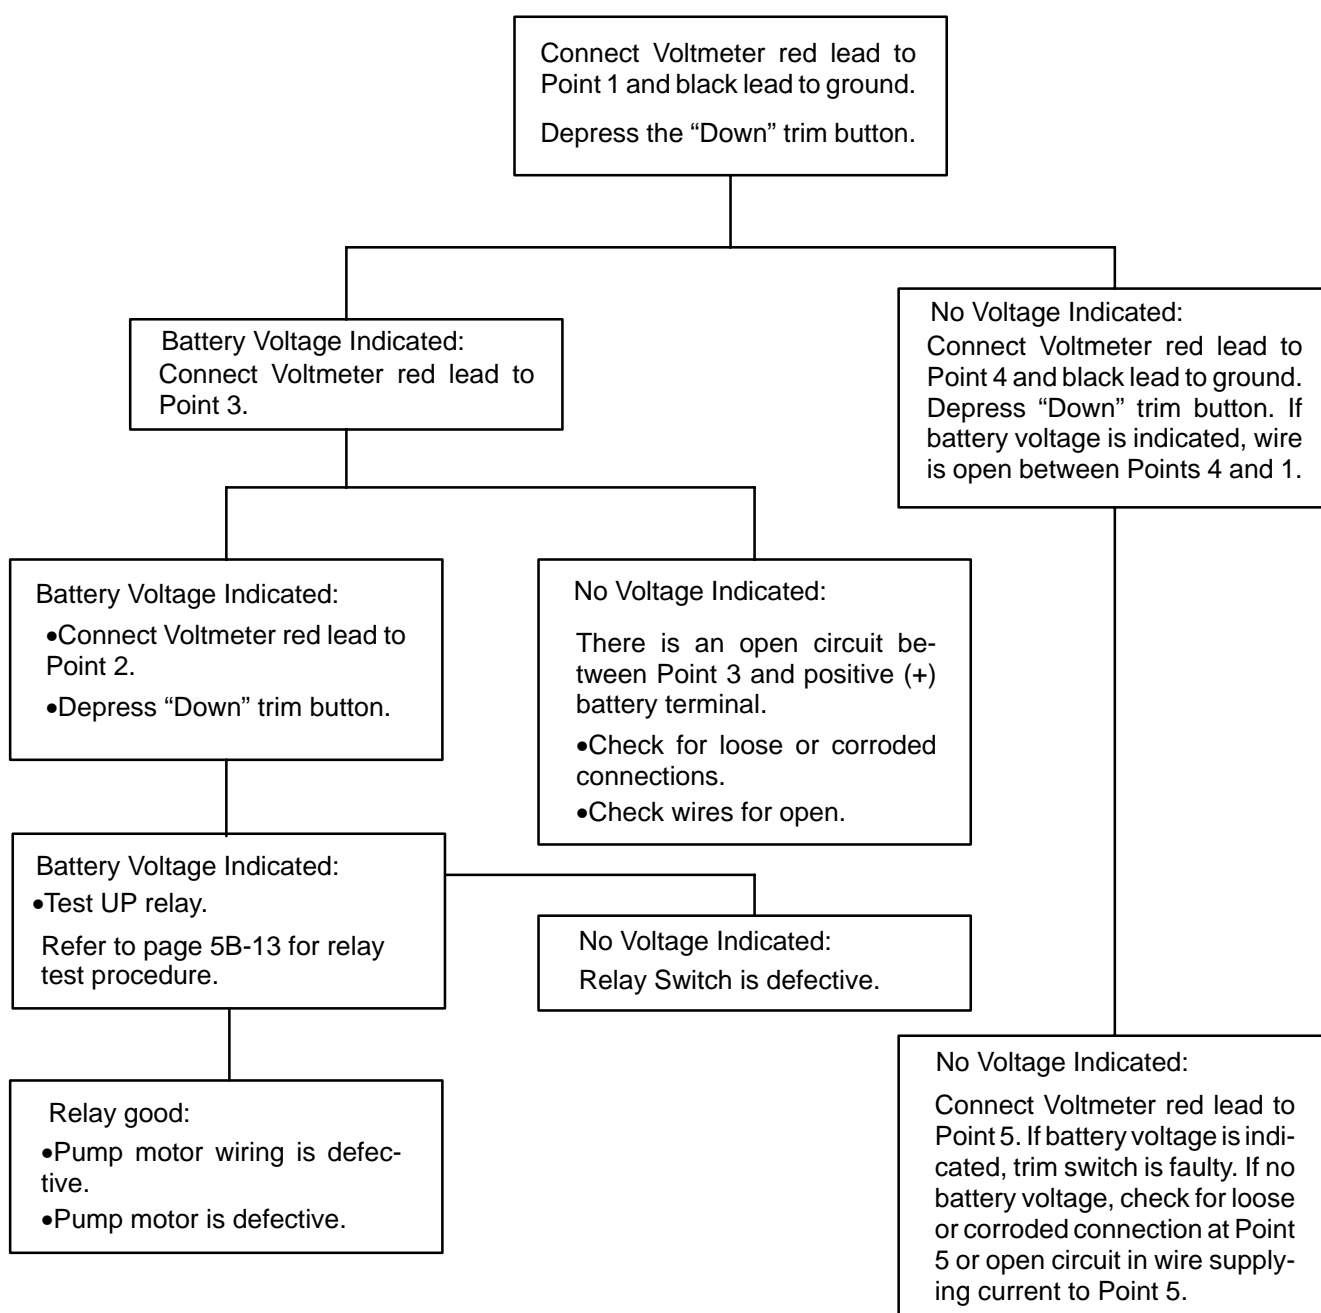 Connect Voltmeter red lead to
Point 1 and black lead to ground.
Depress the “Down” trim button.
Battery Voltage Indicated:
Connect Voltmeter red lead to
Point 3.
No Voltage Indicated:
Connect Voltmeter red lead to
Point 4 and black lead to ground.
Depress “Down” trim button. If
battery voltage is indicated, wire
is open between Points 4 and 1.
Battery Voltage Indicated:
•Connect Voltmeter red lead to
Point 2.
•Depress “Down” trim button.
No Voltage Indicated:
There is an open circuit be-
tween Point 3 and positive (+)
battery terminal.
•Check for loose or corroded
connections.
•Check wires for open.
Battery Voltage Indicated:
•Test UP relay.
Refer to page 5B-13 for relay
test procedure.
No Voltage Indicated:
Relay Switch is defective.
Relay good:
•Pump motor wiring is defec-
tive.
•Pump motor is defective.
No Voltage Indicated:
Connect Voltmeter red lead to
Point 5. If battery voltage is indi-
cated, trim switch is faulty. If no
battery voltage, check for loose
or corroded connection at Point
5 or open circuit in wire supply-
ing current to Point 5.